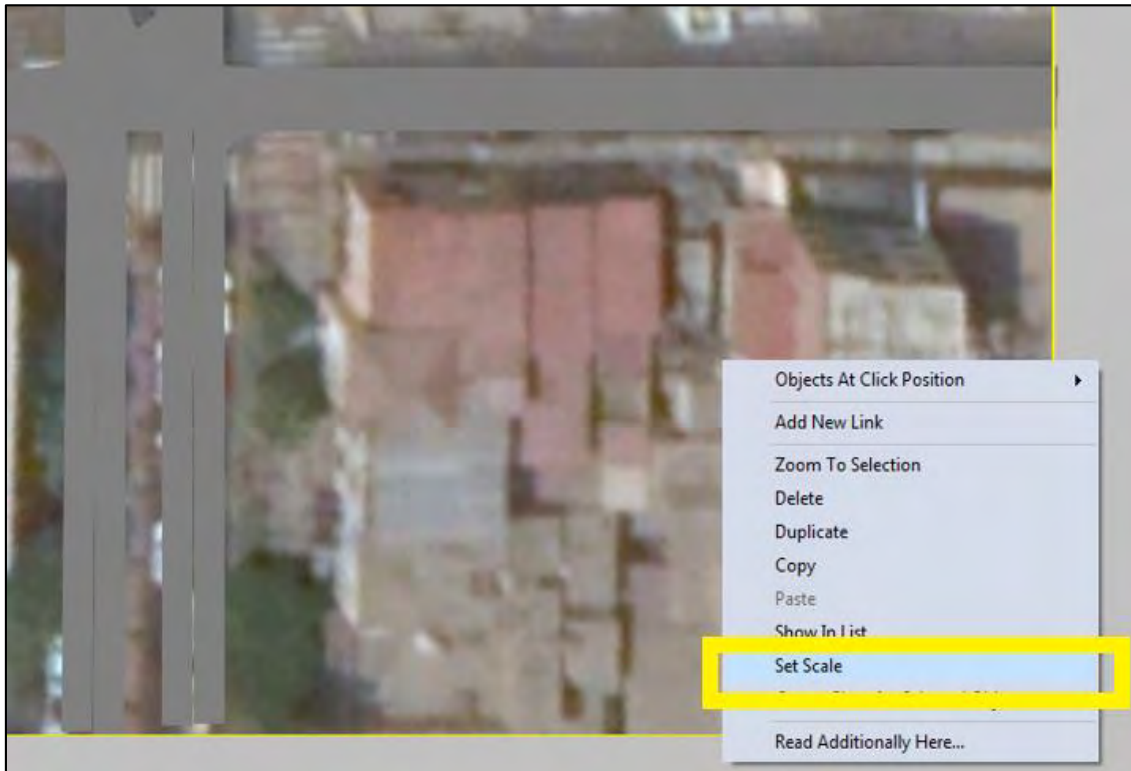 Objects At Click Position
Add New Link
Zoom To Selection
Delete
Duplicate
Copy
Paste
Show In List
Set Scale
Read Additionally Here...